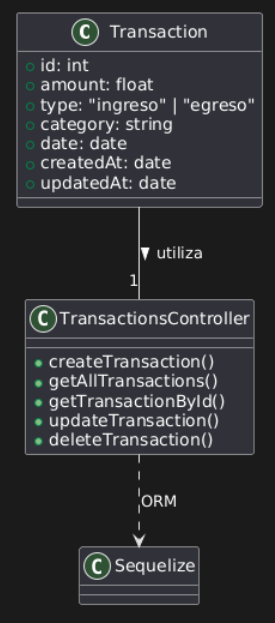 C Transaction
id: int
amount: float
type: "ingreso" | "egreso"
category: string
date: date
createdAt: date
updatedAt: date
utiliza
1
C TransactionsController
createTransaction()
getAllTransactions()
getTransactionById()
updateTransaction()
deleteTransaction()
ORM
C Sequelize